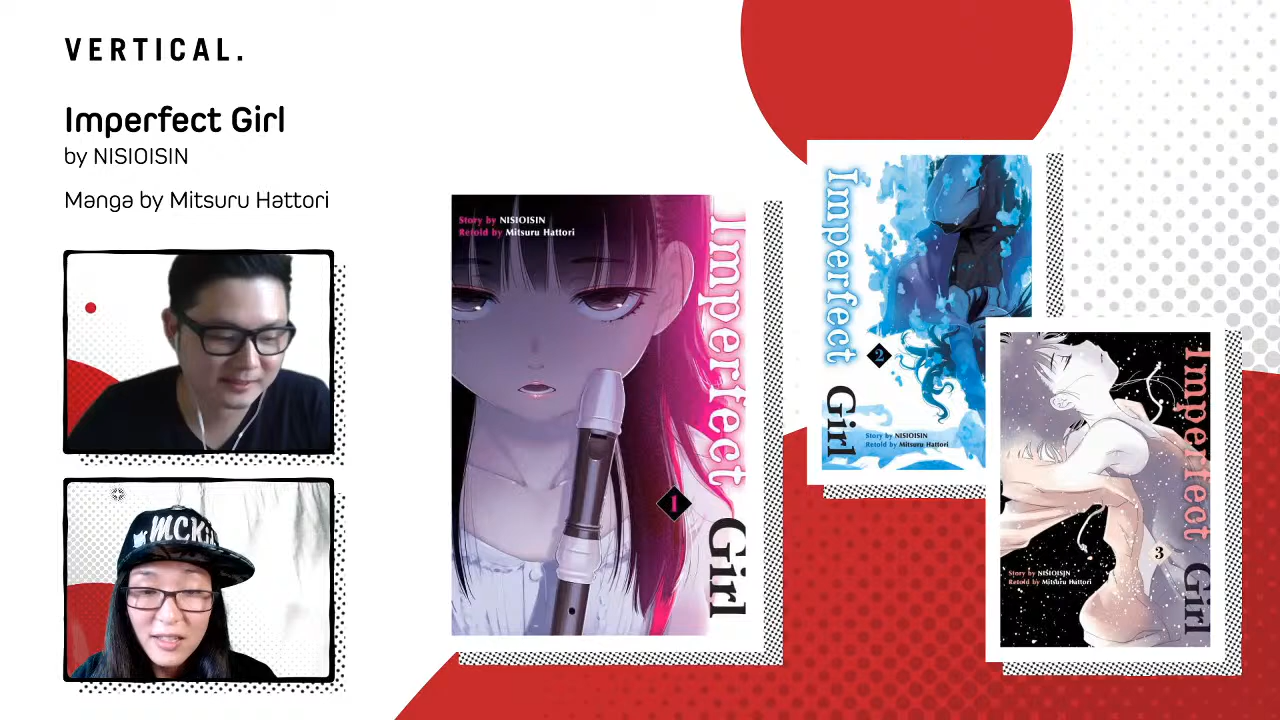 VERTICAL.
Imperfect Girl
by NISIOISIN
Manga by Mitsuru Hattori
Story by NISIOISIN
Retold by Mitsuru Hattori
Imperfect Girl
1
Imperfect Girl
2
Story by NISIOISIN
Retold by Mitsuru Hattori
Imperfect Girl
3
Story by NISIOISIN
Retold by Mitsuru Hattori